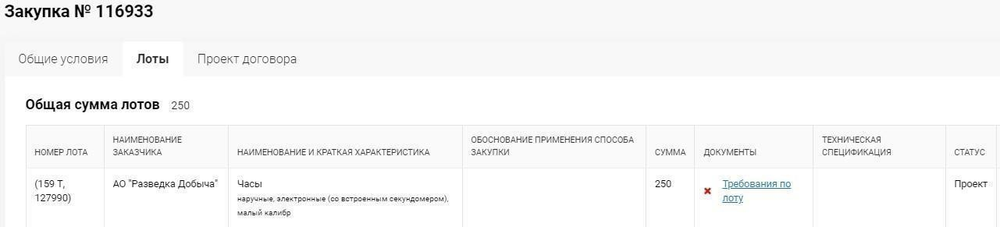 Закупка № 116933
Общие условия Лоты Проект договора
Общая сумма лотов 250
НОМЕР ЛОТА
НАИМЕНОВАНИЕ
ЗАКАЗЧИКА
НАИМЕНОВАНИЕ И КРАТКАЯ ХАРАКТЕРИСТИКА
ОБОСНОВАНИЕ ПРИМЕНЕНИЯ СПОСОБА
ЗАКУПКИ
СУММА
ДОКУМЕНТЫ
ТЕХНИЧЕСКАЯ
СПЕЦИФИКАЦИЯ
СТАТУС
(159 Т,
127990)
АО "Разведка Добыча"
Часы
наручные, электронные (со встроенным секундомером),
малый калибр
250
Требования по
лоту
Проект